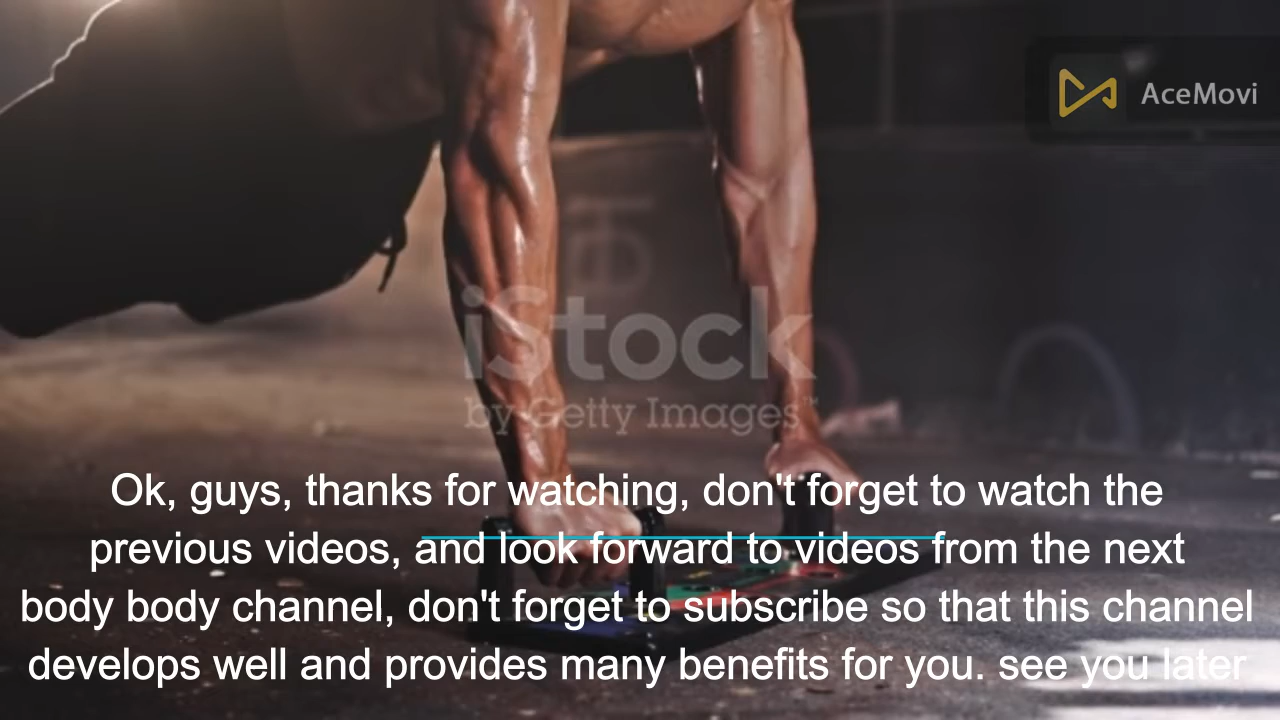 AceMovi
iStock
by Getty Images™
Ok, guys, thanks for watching, don't forget to watch the
previous videos, and look forward to videos from the next
body body channel, don't forget to subscribe so that this channel
develops well and provides many benefits for you. see you later